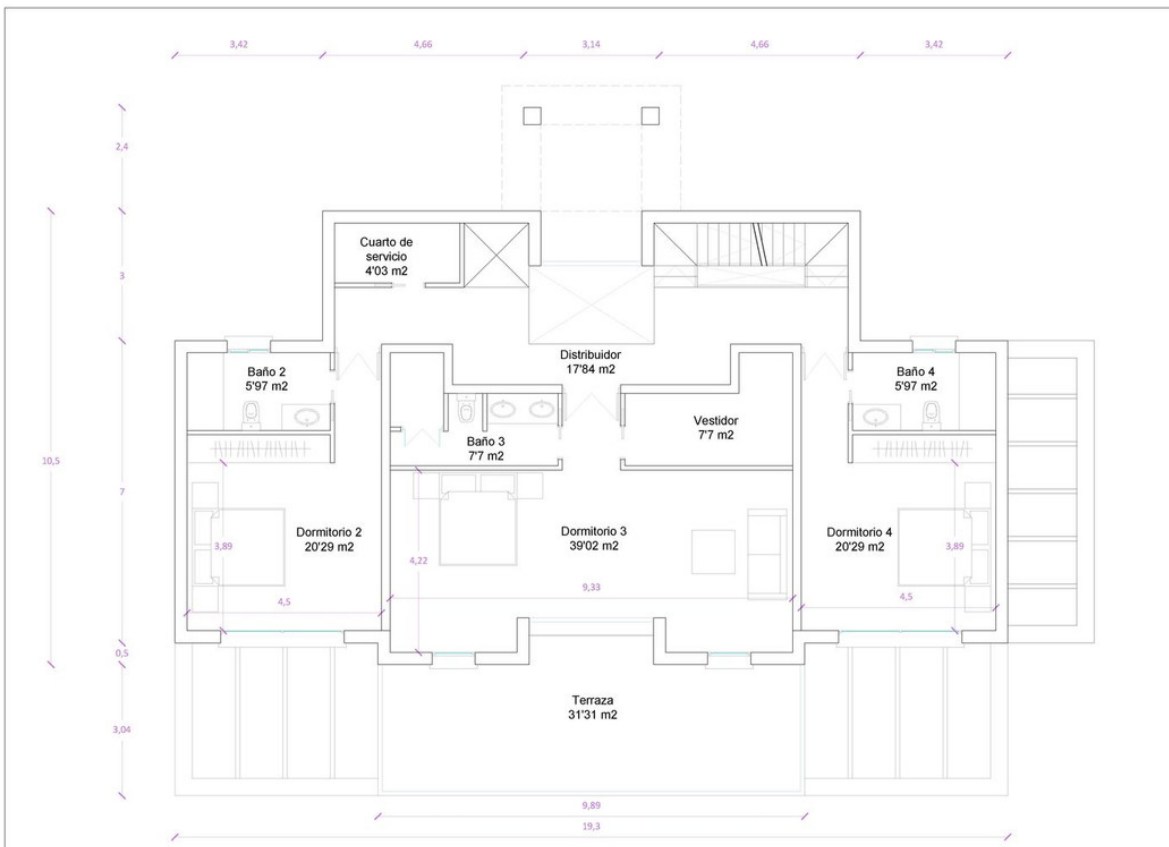 3,42
4,66
3,14
4,66
3,42
2,4
3
10,5
7
0,5
3,04
Cuarto de
servicio
4'03 m2
Distribuidor
17'84 m2
Baño 2
5'97 m2
Baño 4
5'97 m2
Baño 3
7'7 m2
Vestidor
7'7 m2
Dormitorio 2
20'29 m2
3,89
4,5
Dormitorio 3
39'02 m2
4,22
9,33
Dormitorio 4
20'29 m2
3,89
4,5
Terraza
31'31 m2
9,89
19,3